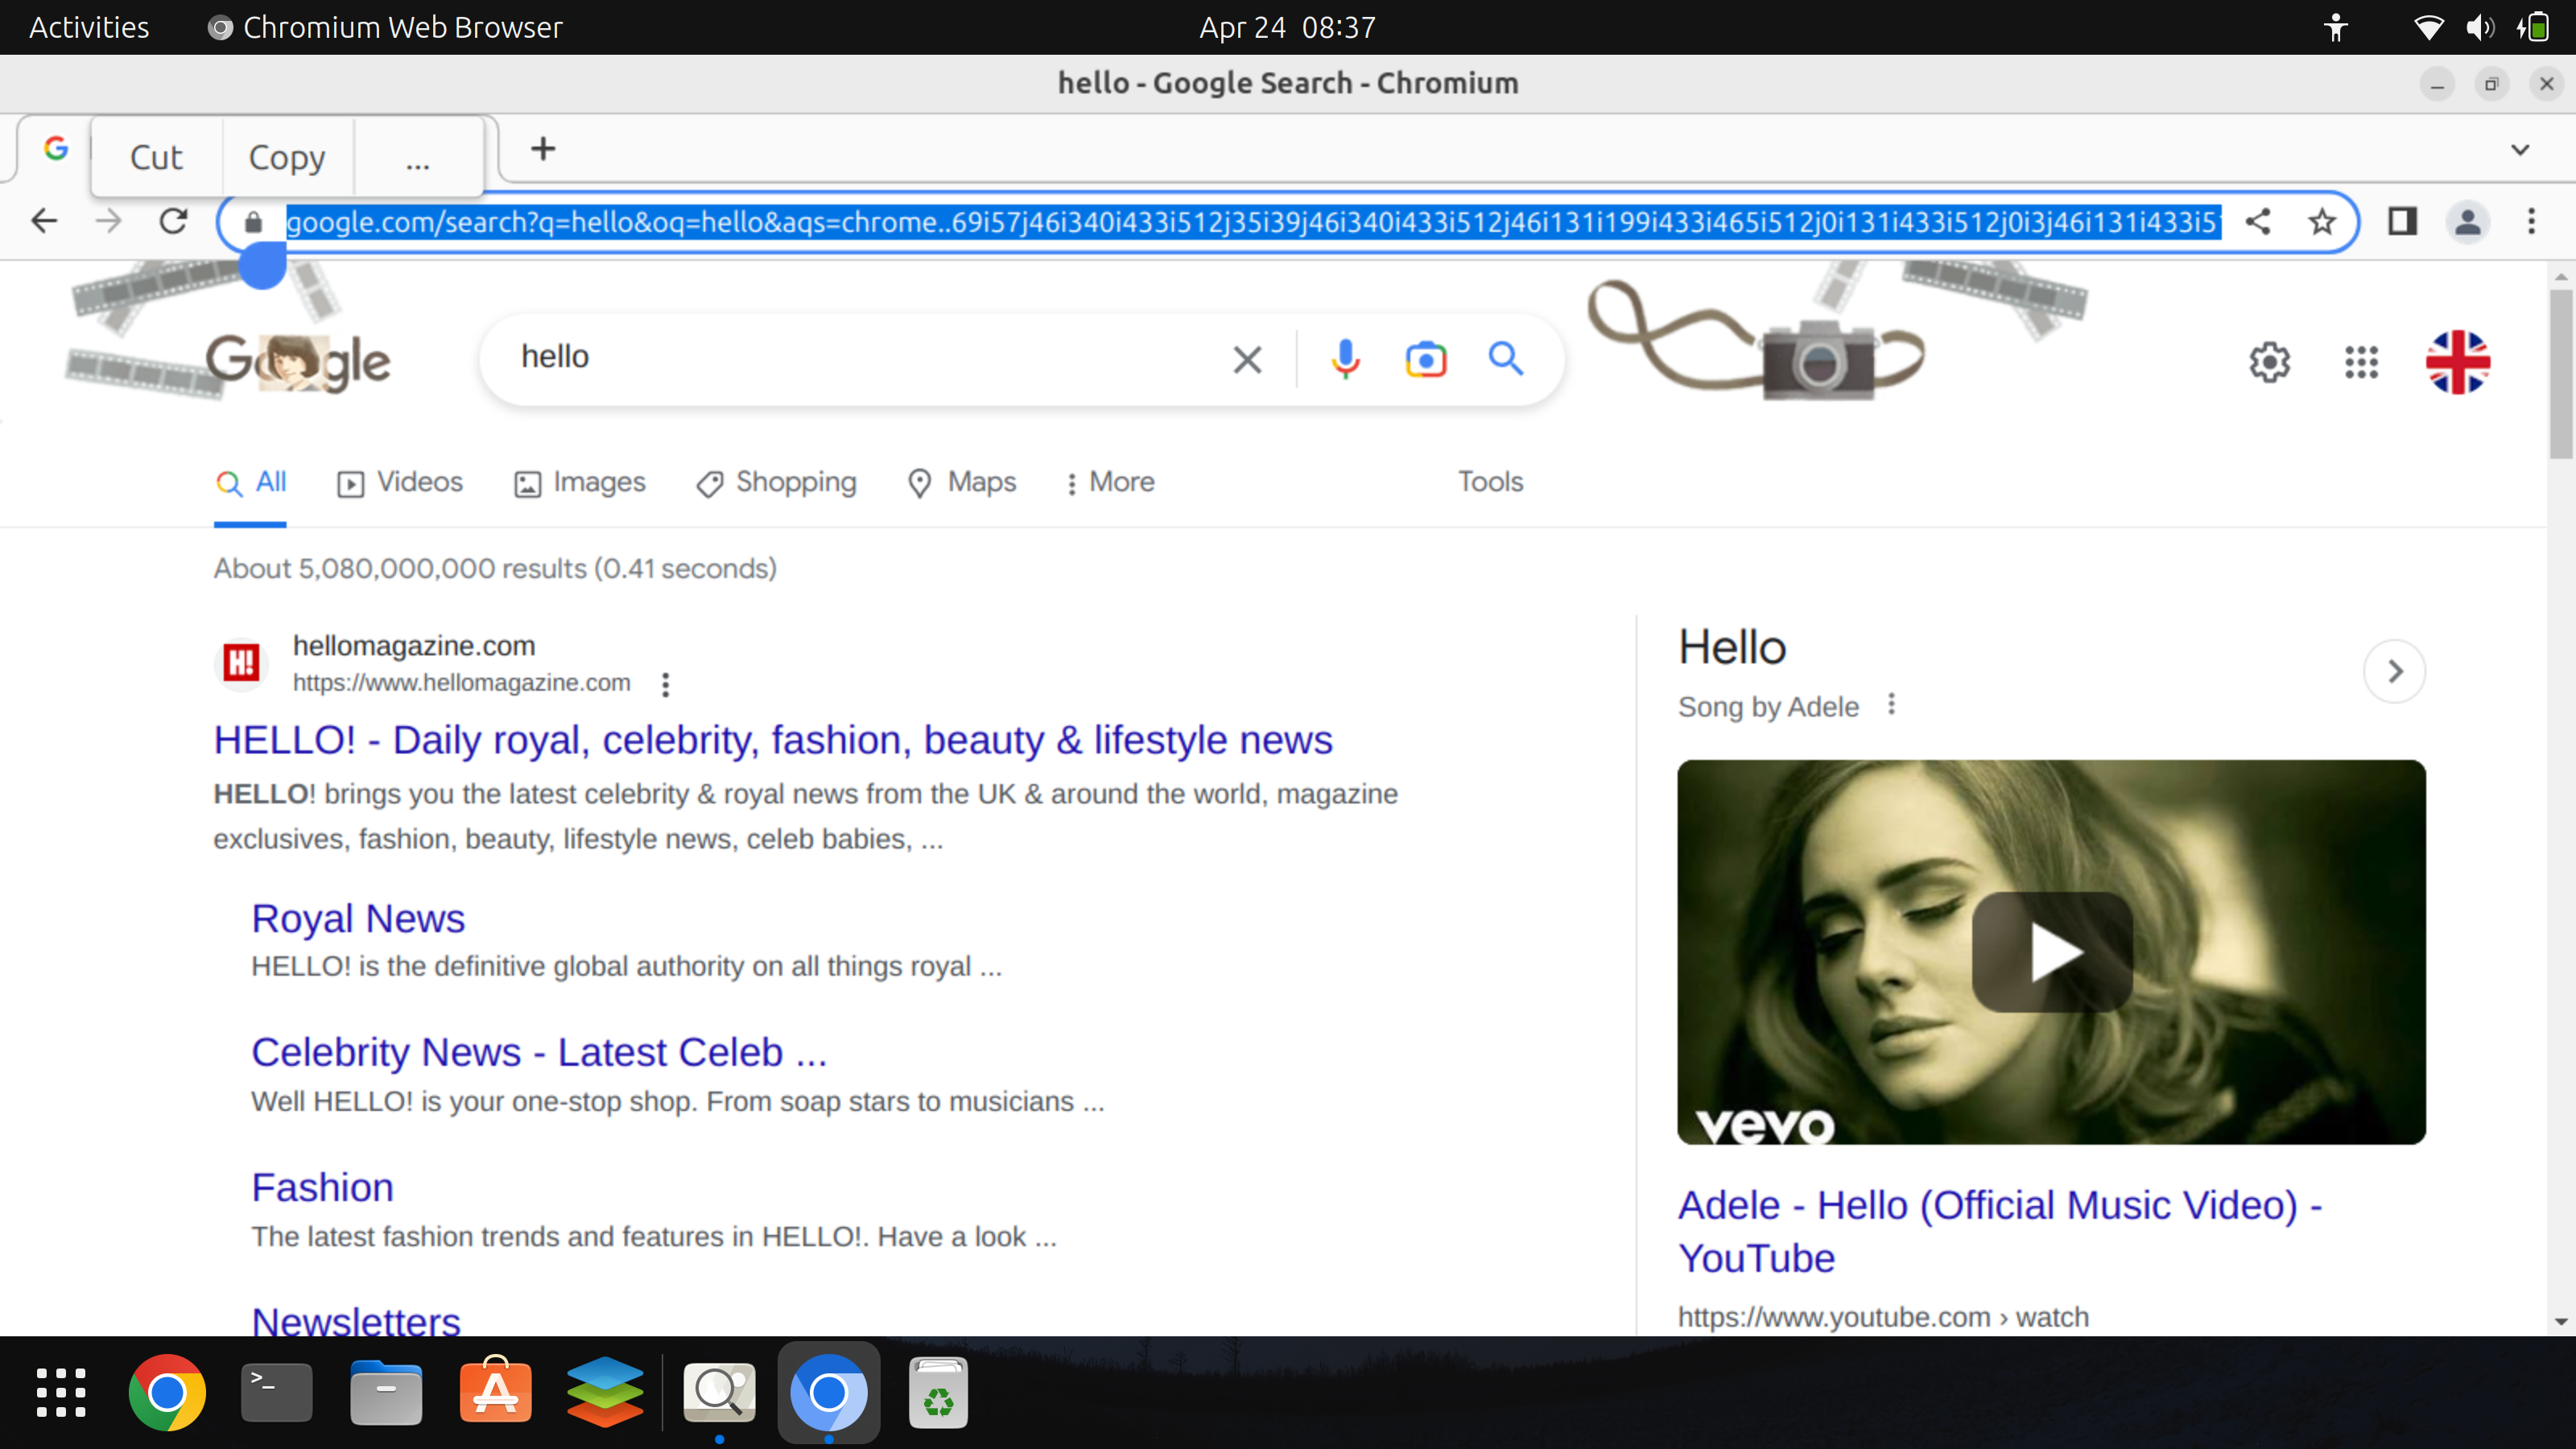 Activities
Chromium Web Browser
Apr 24 08:37
hello - Google Search - Chromium
Cut
Copy
...
google.com/search?q=hello&oq=hello&aqs=chrome..69i57j46i340i433i512j35i39j46i340i433i512j46i131i199i433i465i512j0i131i433i512j0i3j46i131i433i5
Google
hello
All
Videos
Images
Shopping
Maps
More
Tools
About 5,080,000,000 results (0.41 seconds)
H!
hellomagazine.com
https://www.hellomagazine.com
HELLO! - Daily royal, celebrity, fashion, beauty & lifestyle news
HELLO! brings you the latest celebrity & royal news from the UK & around the world, magazine
exclusives, fashion, beauty, lifestyle news, celeb babies, ...
Royal News
HELLO! is the definitive global authority on all things royal ...
Celebrity News - Latest Celeb ...
Well HELLO! is your one-stop shop. From soap stars to musicians ...
Fashion
The latest fashion trends and features in HELLO!. Have a look ...
Newsletters
Hello
Song by Adele
vevo
Adele - Hello (Official Music Video) -
YouTube
https://www.youtube.com › watch